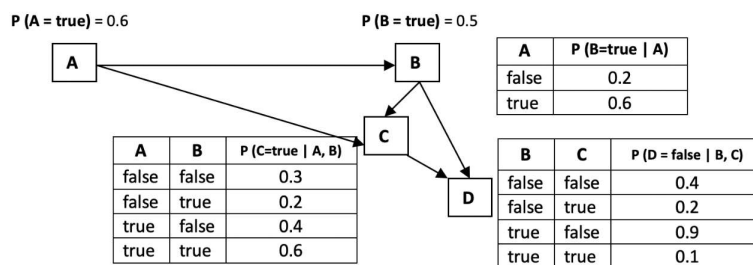 P (A = true) = 0.6
P (B = true) = 0.5
A
B
A P (B=true | A)
false 0.2
true 0.6
C
D
A B P (C=true | A, B)
false false 0.3
false true 0.2
true false 0.4
true true 0.6
B C P (D = false | B, C)
false false 0.4
false true 0.2
true false 0.9
true true 0.1